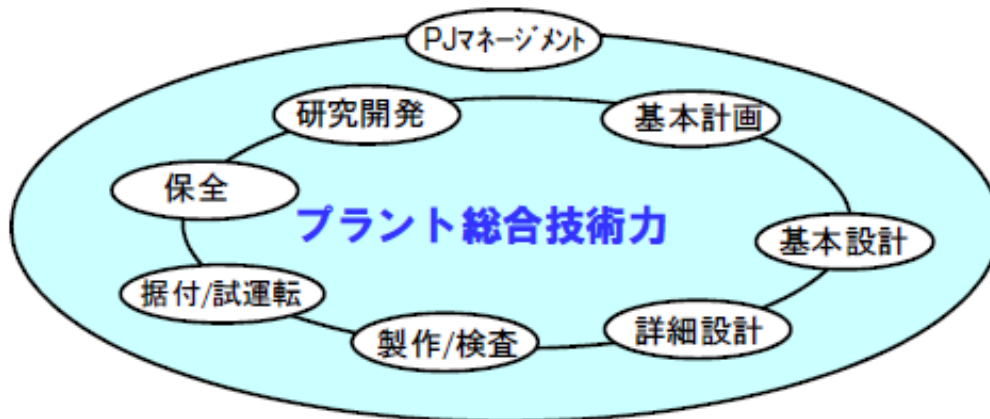 PJマネージメント
研究開発
基本計画
保全
プラント総合技術力
基本設計
据付/試運転
製作/検査
詳細設計